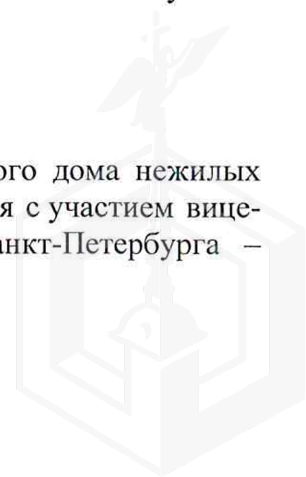 ого дома нежилых
я с участием вице-
анкт-Петербурга –